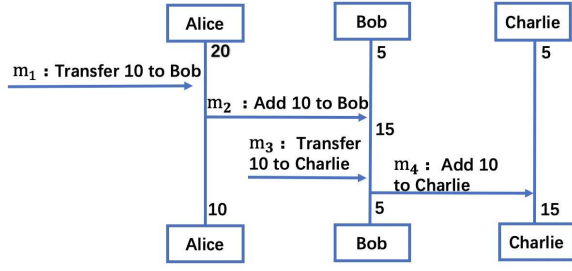 Alice
Bob
Charlie
20
5
5
m₁ : Transfer 10 to Bob
m₂ : Add 10 to Bob
15
m₃ : Transfer
10 to Charlie
m₄ : Add 10
to Charlie
10
5
15
Alice
Bob
Charlie